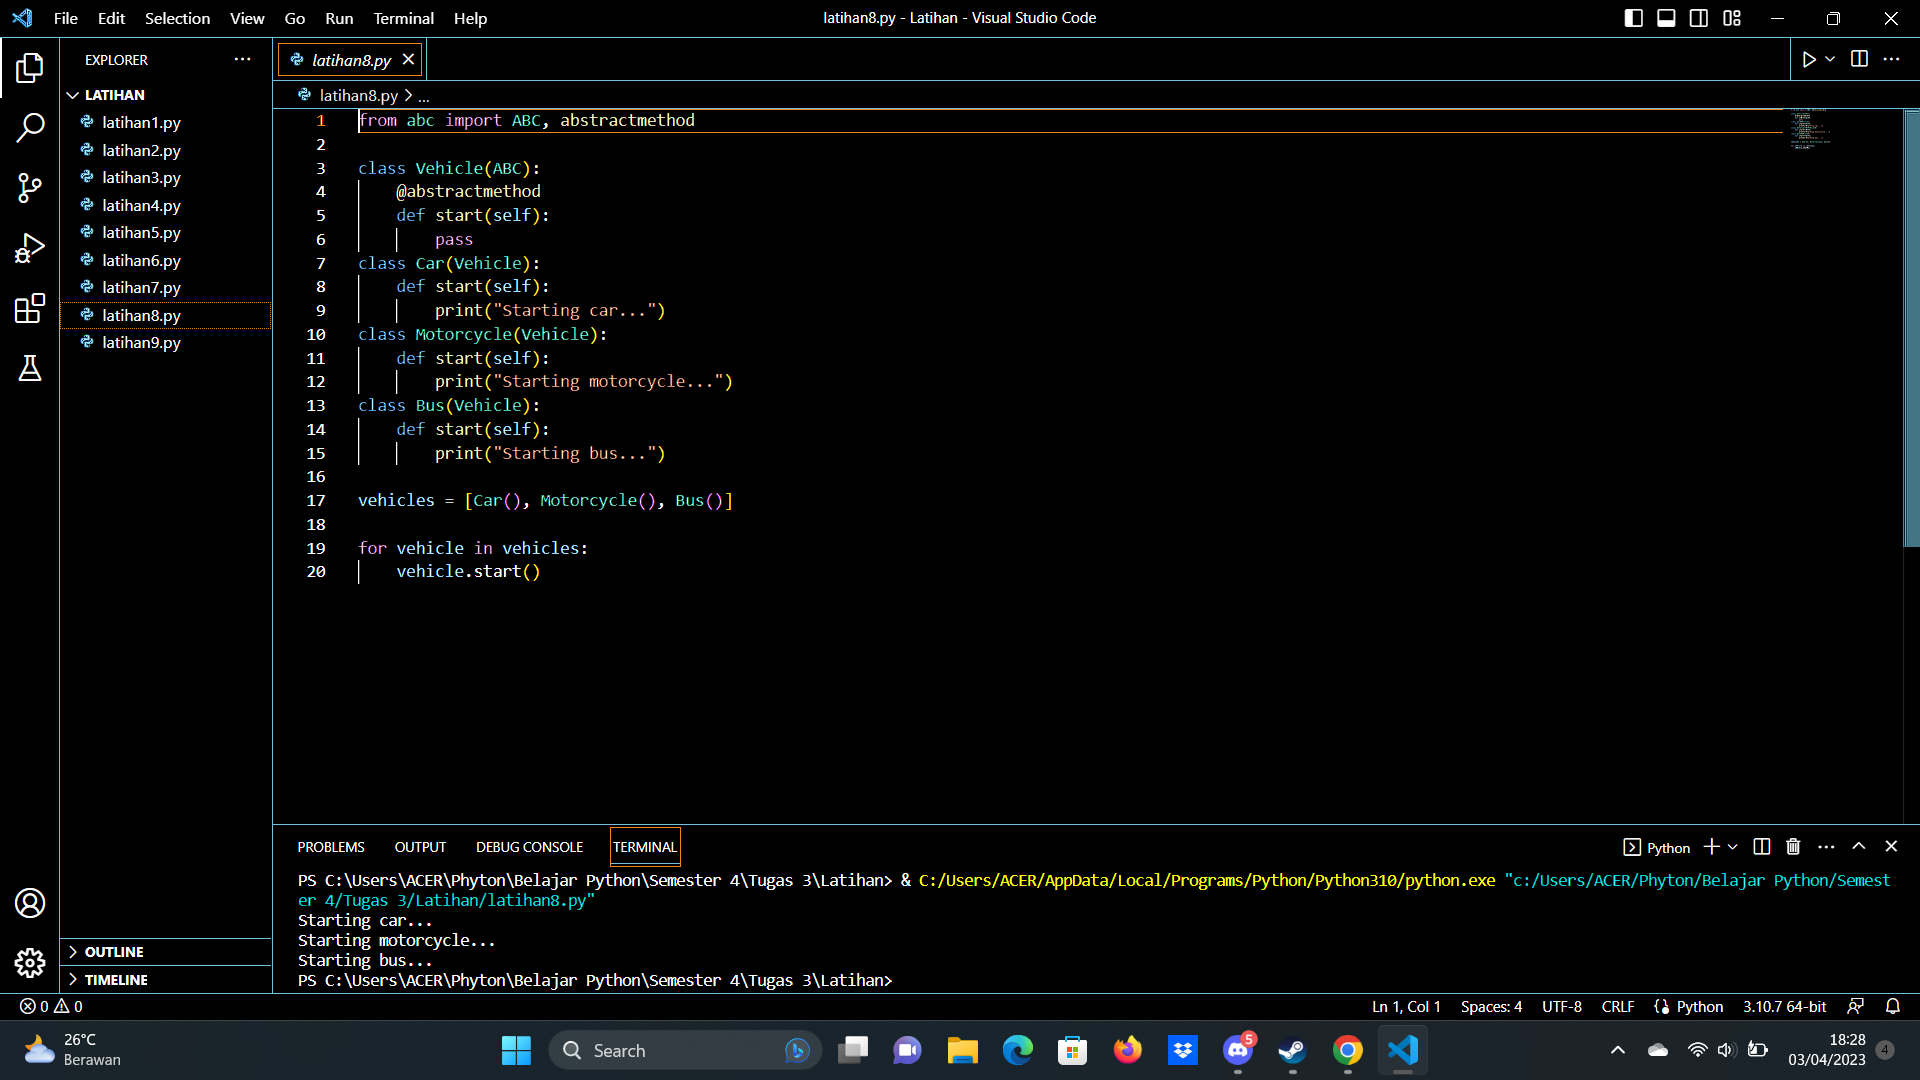 File Edit Selection View Go Run Terminal Help
latihan8.py - Latihan - Visual Studio Code
EXPLORER
LATIHAN
latihan1.py
latihan2.py
latihan3.py
latihan4.py
latihan5.py
latihan6.py
latihan7.py
latihan8.py
latihan9.py
OUTLINE
TIMELINE
latihan8.py
latihan8.py > ...
1 from abc import ABC, abstractmethod
2
3 class Vehicle(ABC):
4     @abstractmethod
5     def start(self):
6         pass
7 class Car(Vehicle):
8     def start(self):
9         print("Starting car...")
10 class Motorcycle(Vehicle):
11     def start(self):
12         print("Starting motorcycle...")
13 class Bus(Vehicle):
14     def start(self):
15         print("Starting bus...")
16
17 vehicles = [Car(), Motorcycle(), Bus()]
18
19 for vehicle in vehicles:
20     vehicle.start()
PROBLEMS OUTPUT DEBUG CONSOLE TERMINAL
Python
PS C:\Users\ACER\Phyton\Belajar Python\Semester 4\Tugas 3\Latihan> & C:/Users/ACER/AppData/Local/Programs/Python/Python310/python.exe "c:/Users/ACER/Phyton/Belajar Python/Semest
er 4/Tugas 3/Latihan/latihan8.py"
Starting car...
Starting motorcycle...
Starting bus...
PS C:\Users\ACER\Phyton\Belajar Python\Semester 4\Tugas 3\Latihan>
0 0
Ln 1, Col 1 Spaces: 4 UTF-8 CRLF Python 3.10.7 64-bit
26°C
Berawan
Search
5
18:28
03/04/2023
4